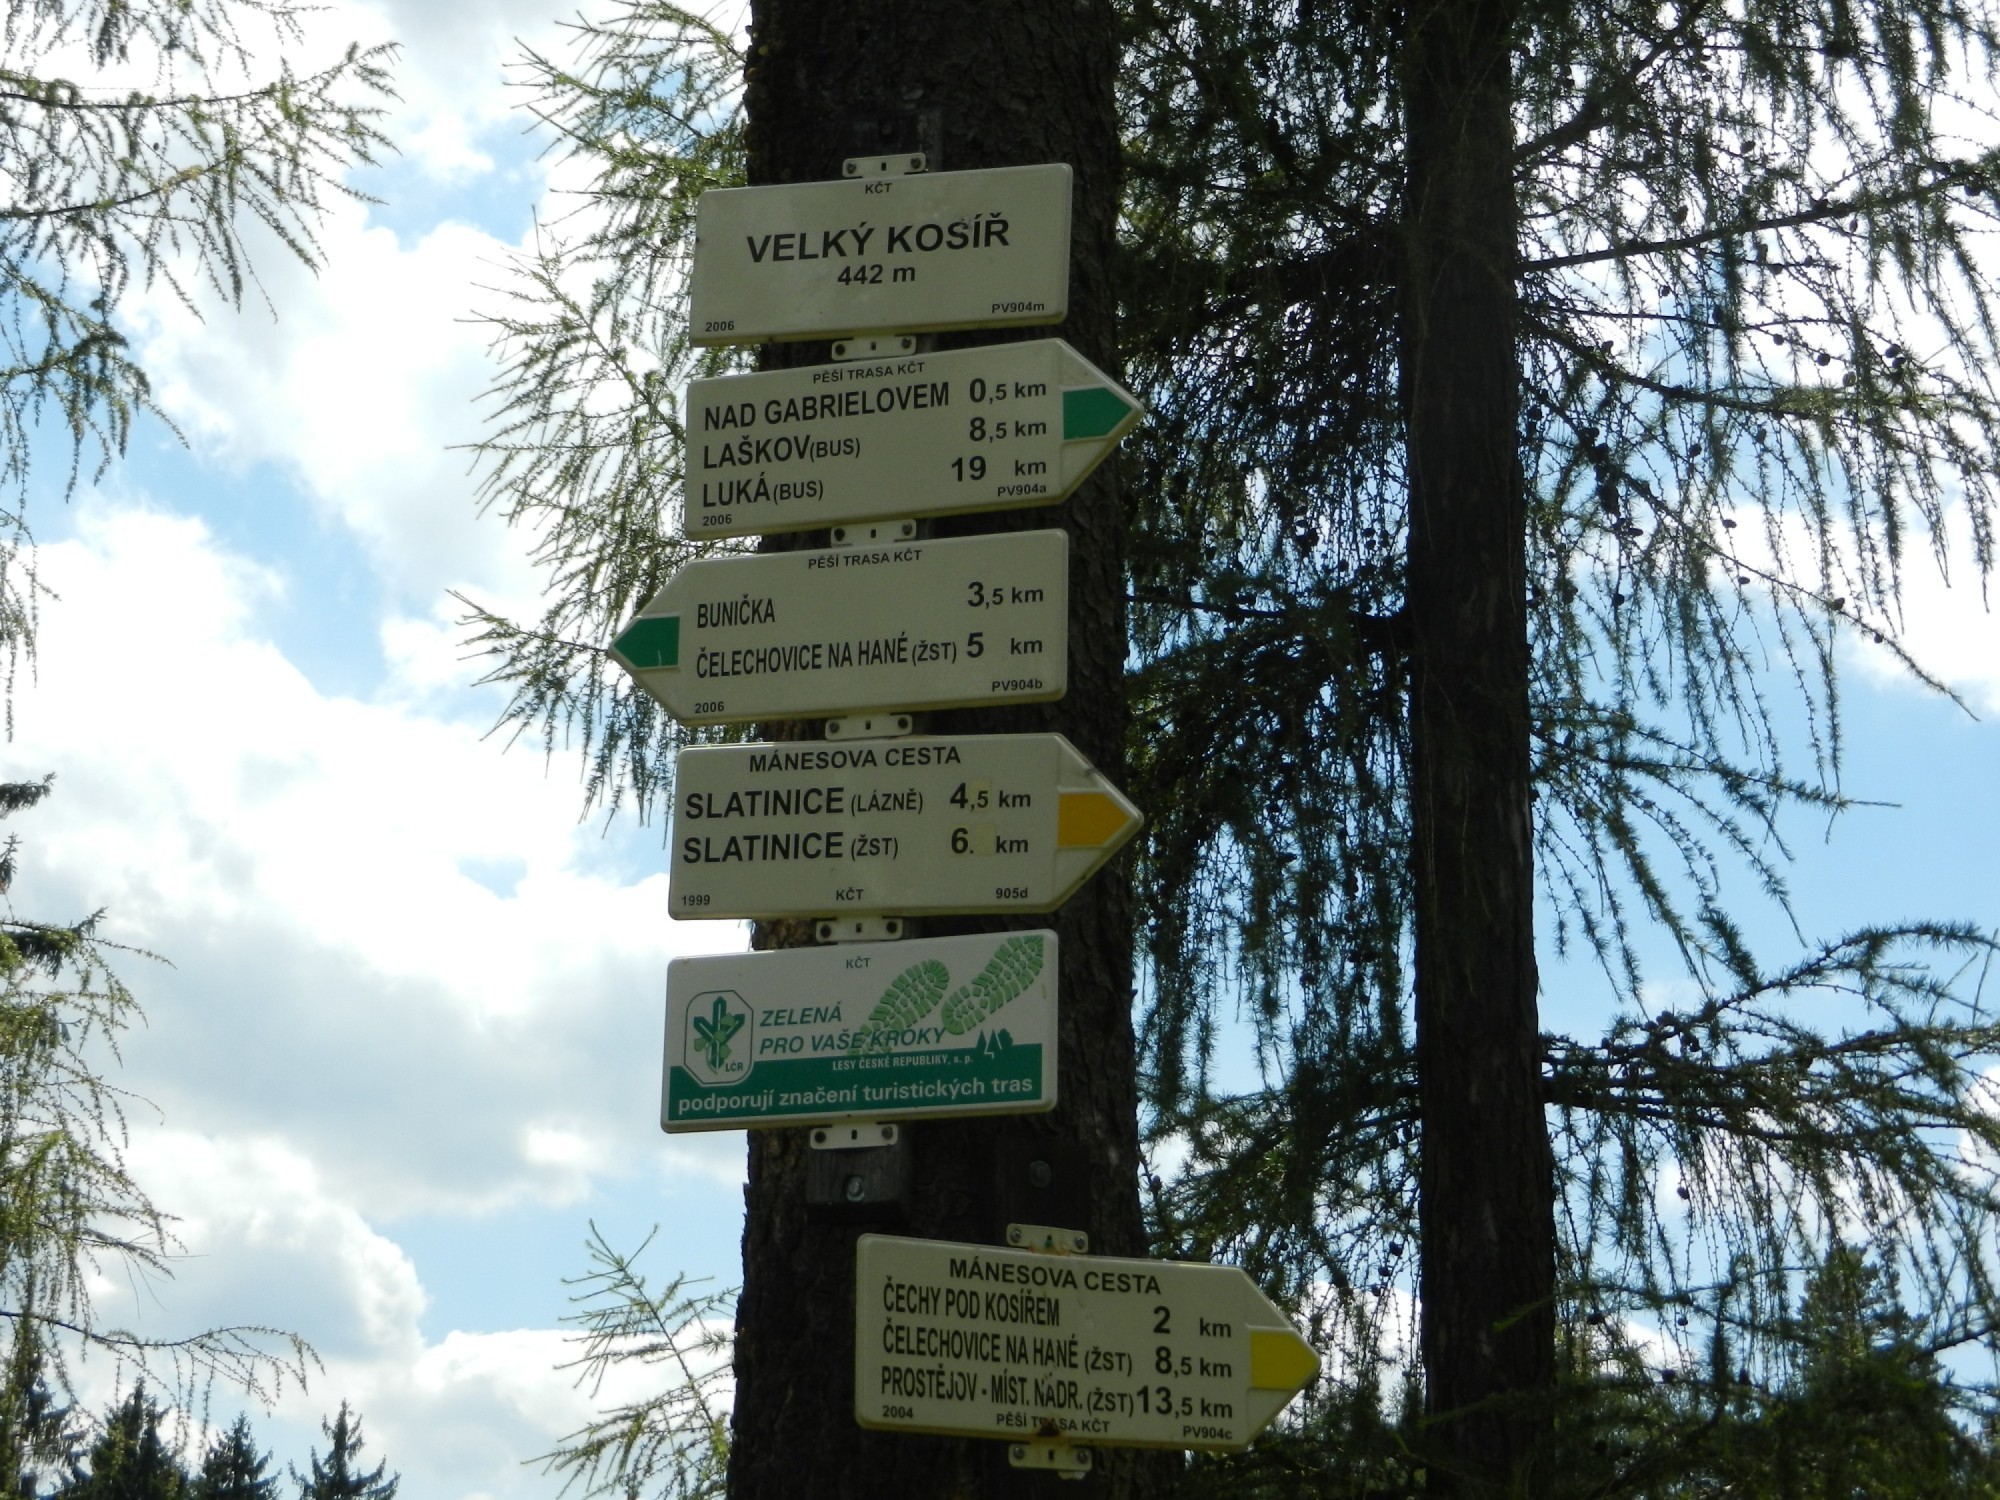 KČT
VELKÝ KOSÍŘ
442 m
2006 PV904m
PĚŠÍ TRASA KČT
NAD GABRIELOVEM 0,5 km
LAŠKOV (BUS) 8,5 km
LUKÁ (BUS) 19 km
2006 PV904a
PĚŠÍ TRASA KČT
BUNIČKA 3,5 km
ČELECHOVICE NA HANÉ (ŽST) 5 km
2006 PV904b
MÁNESOVA CESTA
SLATINICE (LÁZNĚ) 4,5 km
SLATINICE (ŽST) 6. km
1999 KČT 905d
KČT
ZELENÁ
PRO VAŠE KROKY
LČR
LESY ČESKÉ REPUBLIKY, s. p.
podporují značení turistických tras
MÁNESOVA CESTA
ČECHY POD KOSÍŘEM 2 km
ČELECHOVICE NA HANÉ (ŽST) 8,5 km
PROSTĚJOV - MÍST. NÁDR. (ŽST) 13,5 km
2004 PĚŠÍ TRASA KČT PV904c